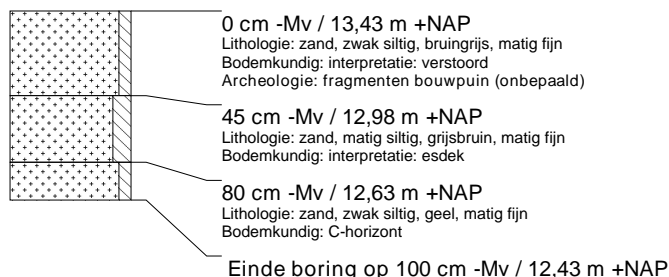 0 cm -Mv / 13,43 m +NAP
Lithologie: zand, zwak siltig, bruingrijs, matig fijn
Bodemkundig: interpretatie: verstoord
Archeologie: fragmenten bouwpuin (onbepaald)
45 cm -Mv / 12,98 m +NAP
Lithologie: zand, matig siltig, grijsbruin, matig fijn
Bodemkundig: interpretatie: esdek
80 cm -Mv / 12,63 m +NAP
Lithologie: zand, zwak siltig, geel, matig fijn
Bodemkundig: C-horizont
Einde boring op 100 cm -Mv / 12,43 m +NAP